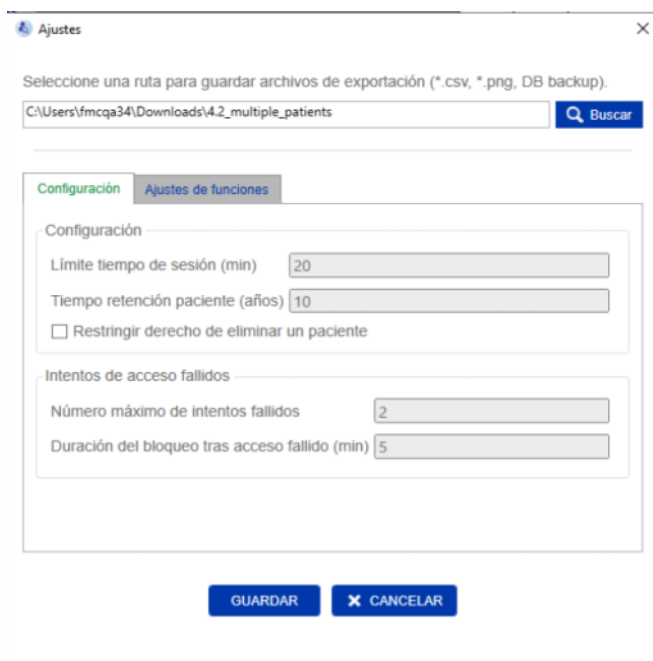 Ajustes
Seleccione una ruta para guardar archivos de exportación (*.csv, *.png, DB backup).
C:\Users\fmcqa34\Downloads\4.2_multiple_patients
Buscar
Configuración
Ajustes de funciones
Configuración
Límite tiempo de sesión (min) 20
Tiempo retención paciente (años) 10
Restringir derecho de eliminar un paciente
Intentos de acceso fallidos
Número máximo de intentos fallidos 2
Duración del bloqueo tras acceso fallido (min) 5
GUARDAR
CANCELAR